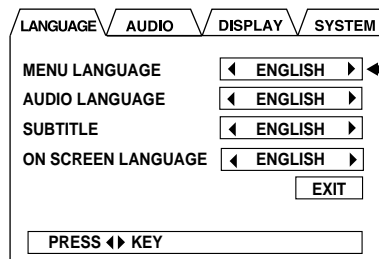 LANGUAGE AUDIO DISPLAY SYSTEM
MENU LANGUAGE ENGLISH
AUDIO LANGUAGE ENGLISH
SUBTITLE ENGLISH
ON SCREEN LANGUAGE ENGLISH
EXIT
PRESS ◀▶ KEY